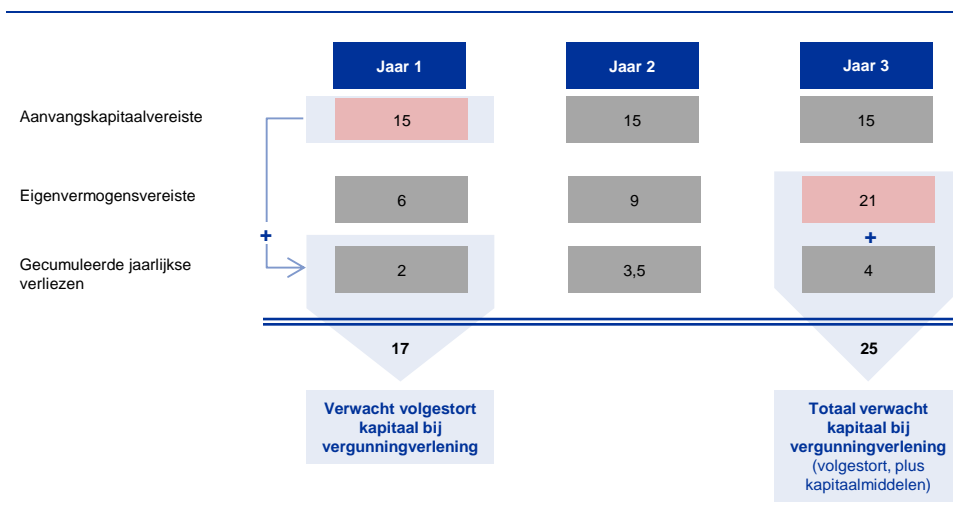 Jaar 1 Jaar 2 Jaar 3
Aanvangskapitaalvereiste 15 15 15
Eigenvermogensvereiste 6 9 21
+ +
Gecumuleerde jaarlijkse
verliezen 2 3,5 4
17 25
Verwacht volgestort
kapitaal bij
vergunningverlening
Totaal verwacht
kapitaal bij
vergunningverlening
(volgestort, plus
kapitaalmiddelen)